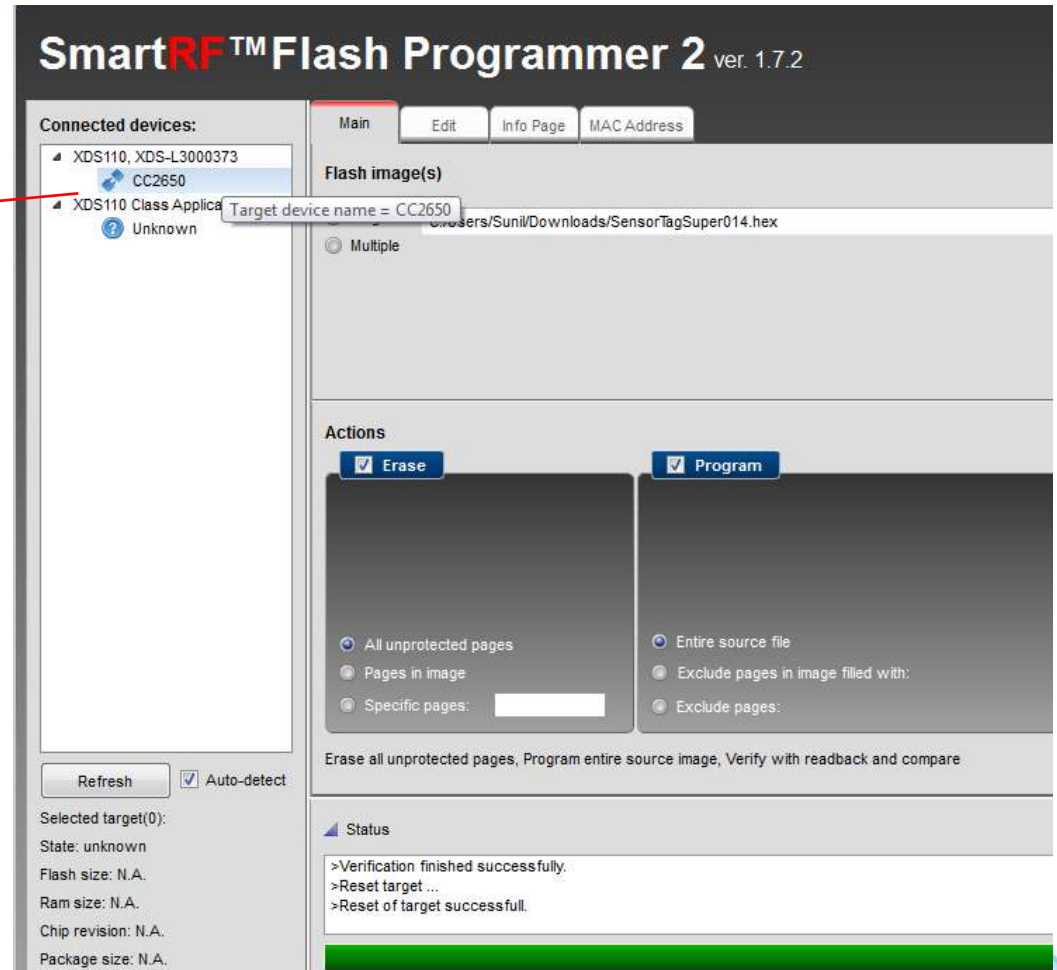 SmartRF™Flash Programmer 2 ver. 1.7.2
Connected devices:
XDS110, XDS-L3000373
CC2650
XDS110 Class Applica
Unknown
Target device name = CC2650
Refresh
Auto-detect
Selected target(0):
State: unknown
Flash size: N.A.
Ram size: N.A.
Chip revision: N.A.
Package size: N.A.
Main
Edit
Info Page
MAC Address
Flash image(s)
/Sunil/Downloads/SensorTagSuper014.hex
Multiple
Actions
Erase
All unprotected pages
Pages in image
Specific pages:
Program
Entire source file
Exclude pages in image filled with:
Exclude pages:
Erase all unprotected pages, Program entire source image, Verify with readback and compare
Status
>Verification finished successfully.
>Reset target ...
>Reset of target successfull.